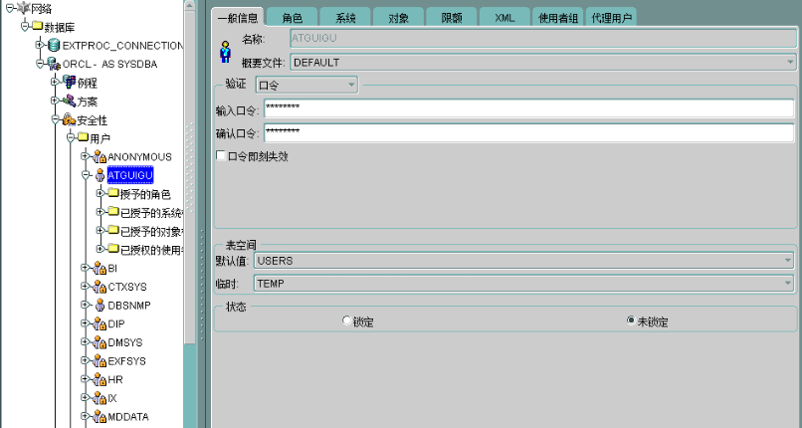 网络
数据库
EXTPROC_CONNECTION
ORCL - AS SYSDBA
例程
方案
安全性
用户
ANONYMOUS
ATGUIGU
授予的角色
已授予的系统
已授予的对象
已授权的使用
BI
CTXSYS
DBSNMP
DIP
DMSYS
EXFSYS
HR
IX
MDDATA
一般信息 角色 系统 对象 限额 XML 使用者组 代理用户
名称: ATGUIGU
概要文件: DEFAULT
验证 口令
输入口令: ********
确认口令: ********
口令即刻失效
表空间
默认值: USERS
临时: TEMP
状态
锁定 未锁定